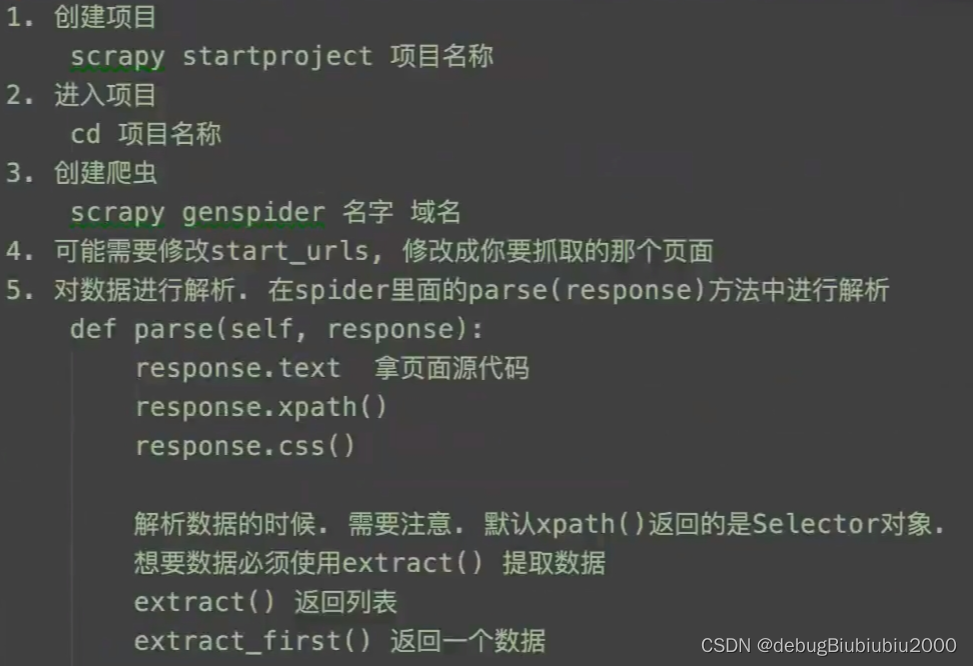 1. 创建项目
scrapy startproject 项目名称
2. 进入项目
cd 项目名称
3. 创建爬虫
scrapy genspider 名字 域名
4. 可能需要修改start_urls, 修改成你要抓取的那个页面
5. 对数据进行解析. 在spider里面的parse(response)方法中进行解析
def parse(self, response):
response.text 拿页面源代码
response.xpath()
response.css()
解析数据的时候. 需要注意. 默认xpath()返回的是Selector对象.
想要数据必须使用extract() 提取数据
extract() 返回列表
extract_first() 返回一个数据
CSDN @debugBiubiubiu2000